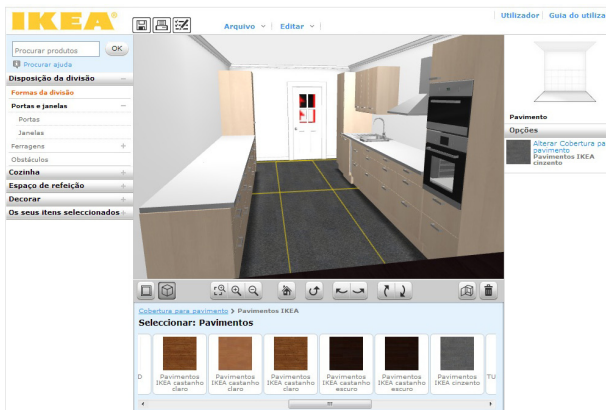 IKEA®
Arquivo
Editar
Utilizador
Guia do utiliza
Procurar produtos
OK
Procurar ajuda
Disposição da divisão
Formas da divisão
Portas e janelas
Portas
Janelas
Ferragens
Obstáculos
Cozinha
Espaço de refeição
Decorar
Os seus itens seleccionados
Pavimento
Opções
Alterar Cobertura pa
pavimento
Pavimentos IKEA
cinzento
Cobertura para pavimento > Pavimentos IKEA
Seleccionar: Pavimentos
D
Pavimentos
IKEA castanho
claro
Pavimentos
IKEA castanho
claro
Pavimentos
IKEA castanho
claro
Pavimentos
IKEA castanho
escuro
Pavimentos
IKEA castanho
escuro
Pavimentos
IKEA cinzento
TU